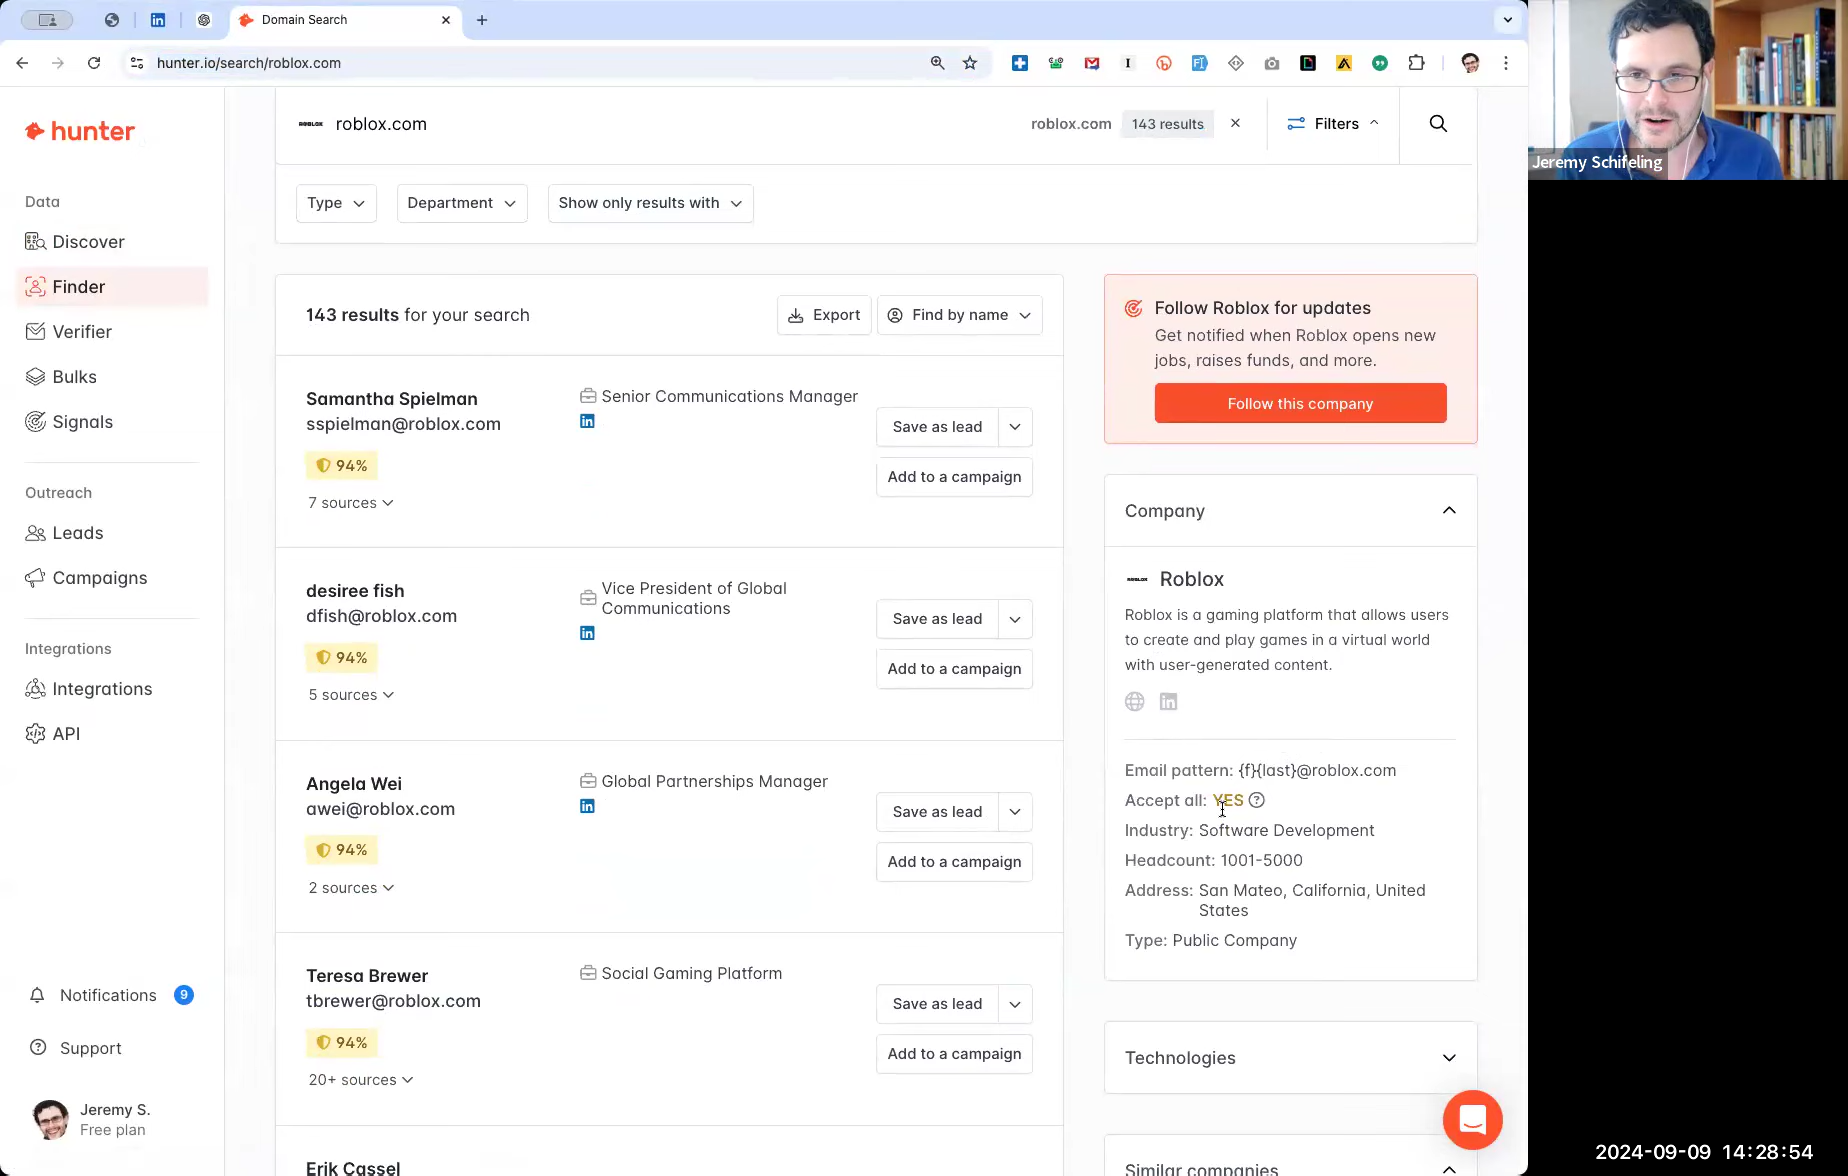 Domain Search
hunter.io/search/roblox.com
hunter
Data
Discover
Finder
Verifier
Bulks
Signals
Outreach
Leads
Campaigns
Integrations
Integrations
API
Notifications 9
Support
Jeremy S.
Free plan
roblox.com
roblox.com 143 results
Filters
Type
Department
Show only results with
143 results for your search
Export
Find by name
Samantha Spielman
sspielman@roblox.com
94%
7 sources
Senior Communications Manager
Save as lead
Add to a campaign
desiree fish
dfish@roblox.com
94%
5 sources
Vice President of Global
Communications
Save as lead
Add to a campaign
Angela Wei
awei@roblox.com
94%
2 sources
Global Partnerships Manager
Save as lead
Add to a campaign
Teresa Brewer
tbrewer@roblox.com
94%
20+ sources
Social Gaming Platform
Save as lead
Add to a campaign
Erik Cassel
Follow Roblox for updates
Get notified when Roblox opens new
jobs, raises funds, and more.
Follow this company
Company
Roblox
Roblox is a gaming platform that allows users
to create and play games in a virtual world
with user-generated content.
Email pattern: {f}{last}@roblox.com
Accept all: YES
Industry: Software Development
Headcount: 1001-5000
Address: San Mateo, California, United
States
Type: Public Company
Technologies
Similar companies
Jeremy Schifeling
2024-09-09 14:28:54